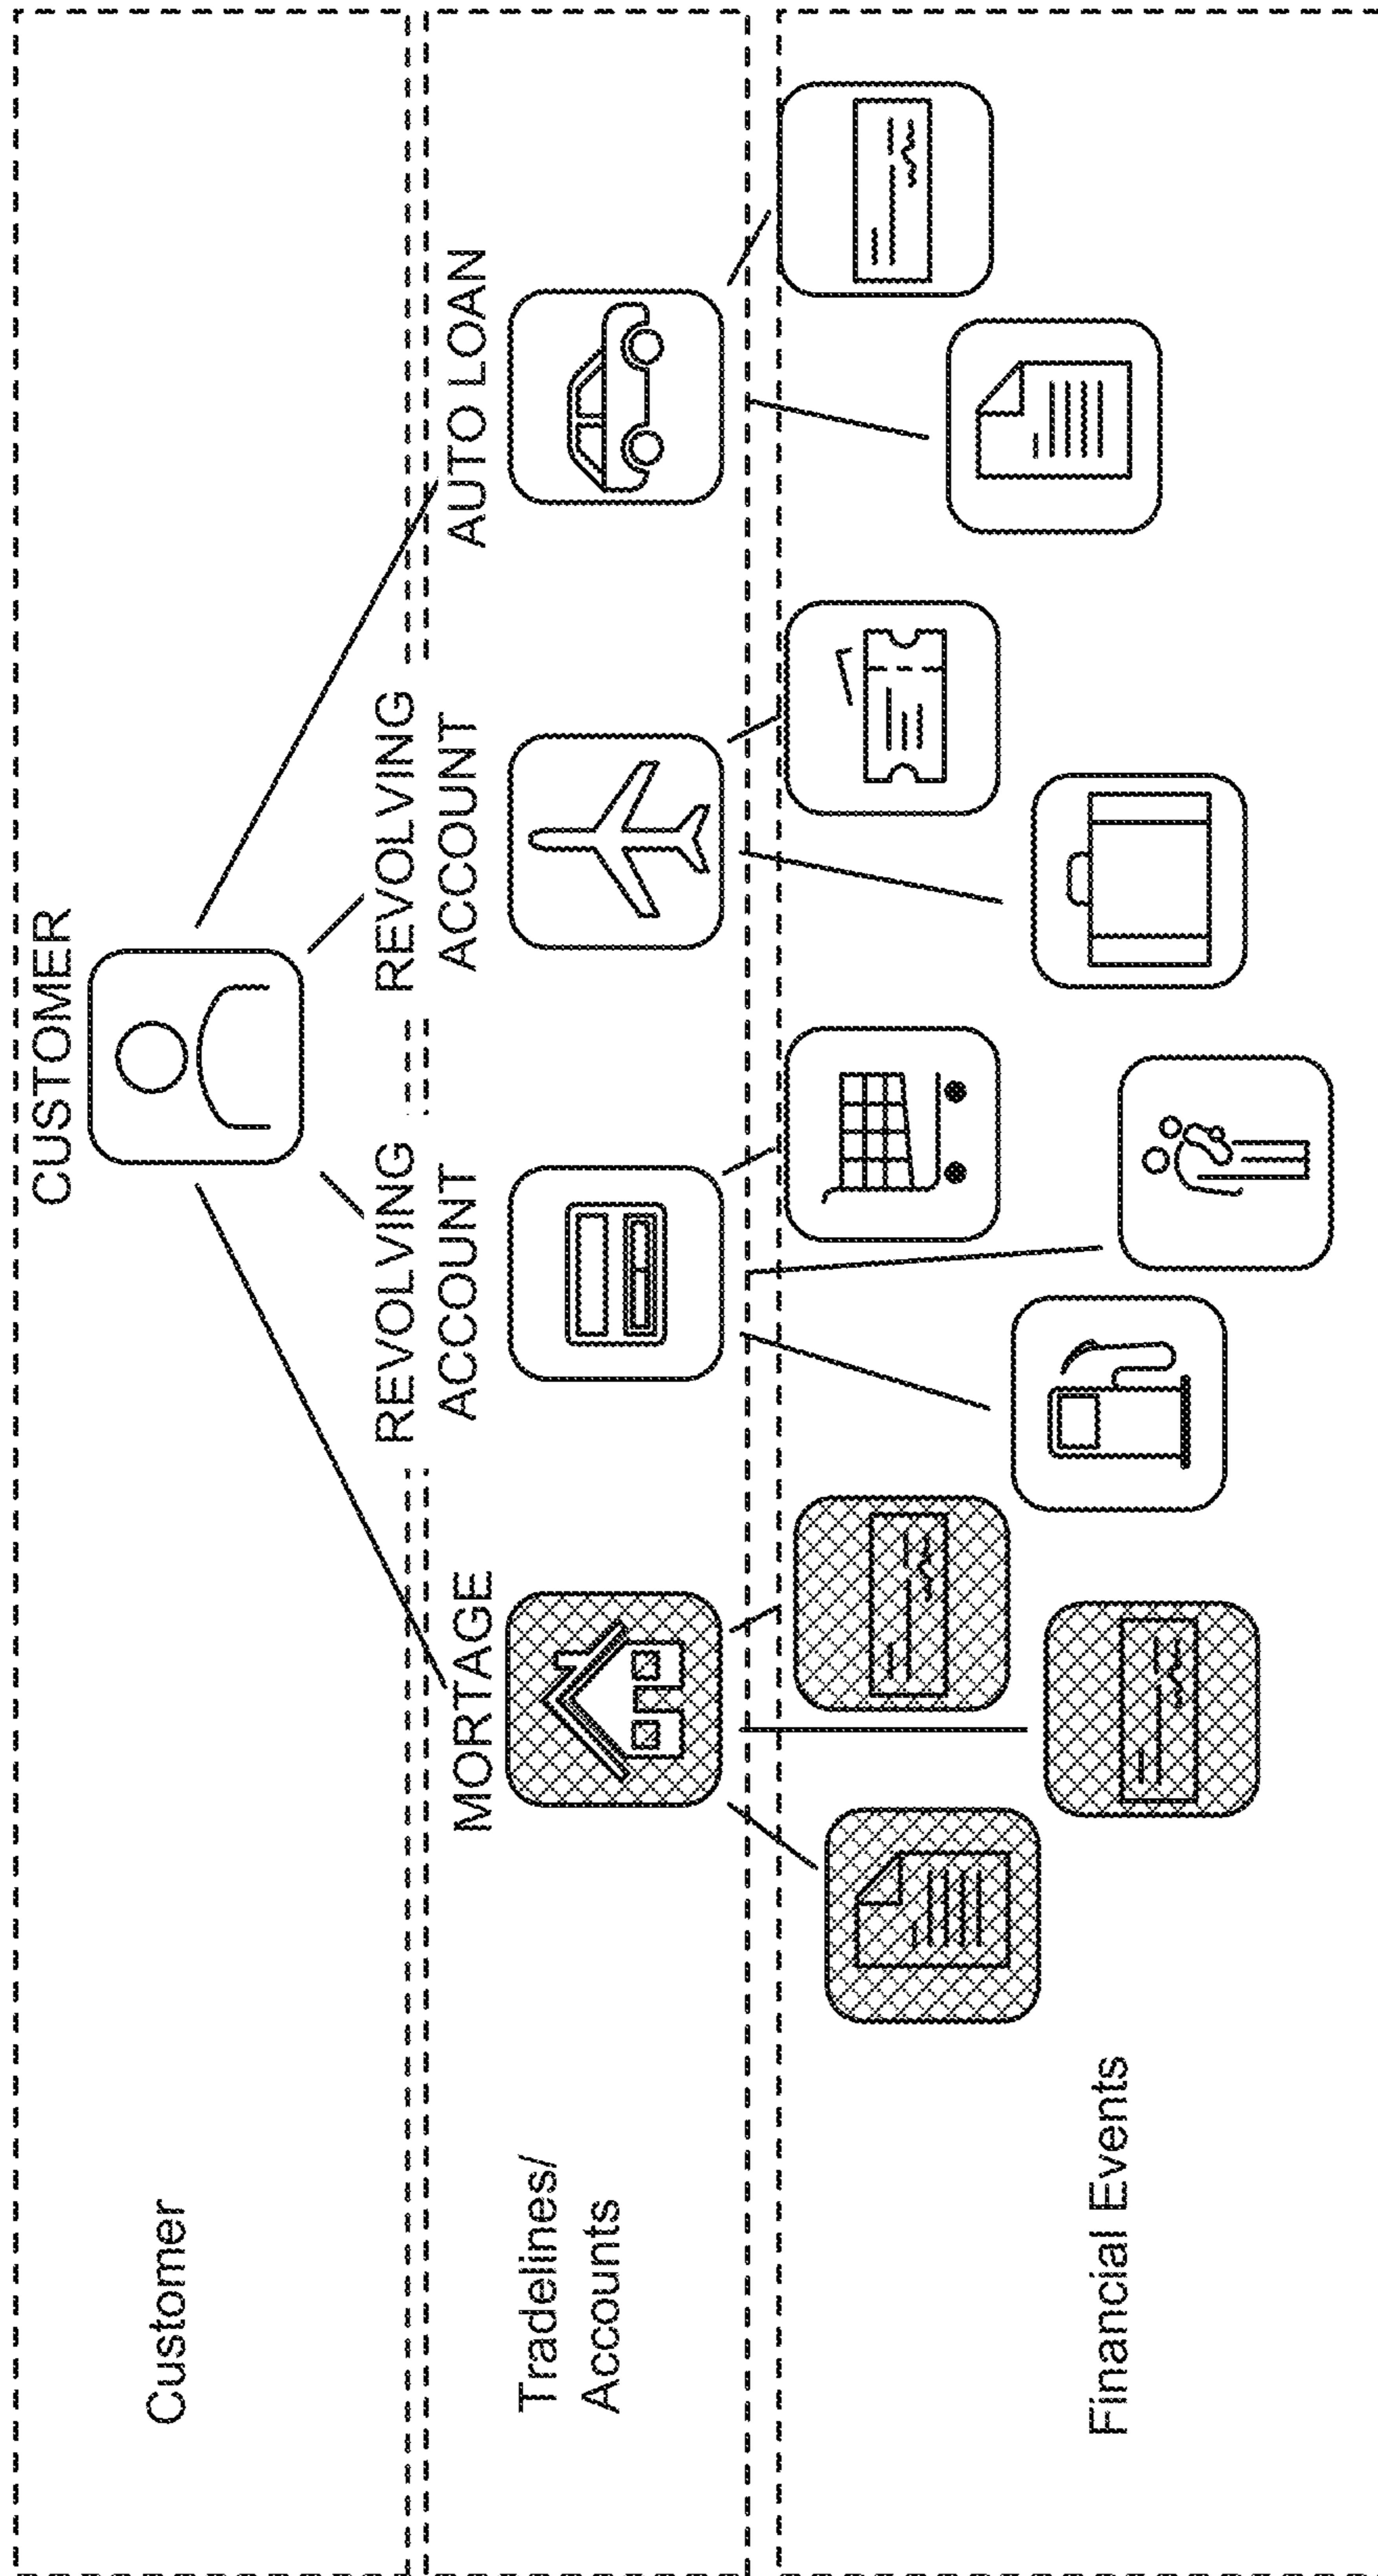 CUSTOMER
Customer
REVOLVING
ACCOUNT
REVOLVING
ACCOUNT
MORTAGE
AUTO LOAN
Tradelines/
Accounts
Financial Events